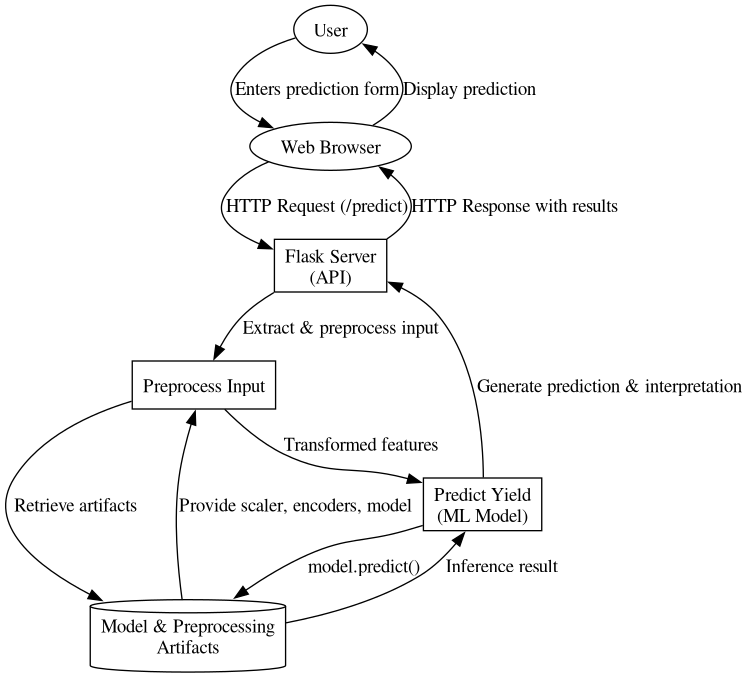 User
Enters prediction form
Display prediction
Web Browser
HTTP Request (/predict)
HTTP Response with results
Flask Server
(API)
Extract & preprocess input
Preprocess Input
Generate prediction & interpretation
Transformed features
Retrieve artifacts
Provide scaler, encoders, model
Predict Yield
(ML Model)
model.predict()
Inference result
Model & Preprocessing
Artifacts